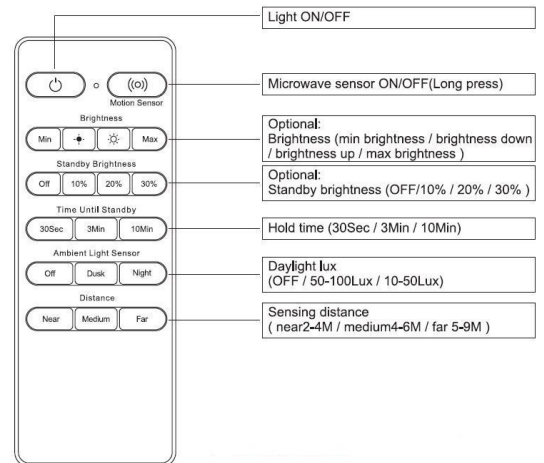 Light ON/OFF
((o))
Motion Sensor
Microwave sensor ON/OFF(Long press)
Brightness
Min Max
Optional:
Brightness (min brightness / brightness down
/ brightness up / max brightness )
Standby Brightness
Off 10% 20% 30%
Optional:
Standby brightness (OFF/10% / 20% / 30% )
Time Until Standby
30Sec 3Min 10Min
Hold time (30Sec / 3Min / 10Min)
Ambient Light Sensor
Off Dusk Night
Daylight lux
(OFF / 50-100Lux / 10-50Lux)
Distance
Near Medium Far
Sensing distance
( near2-4M / medium4-6M / far 5-9M )